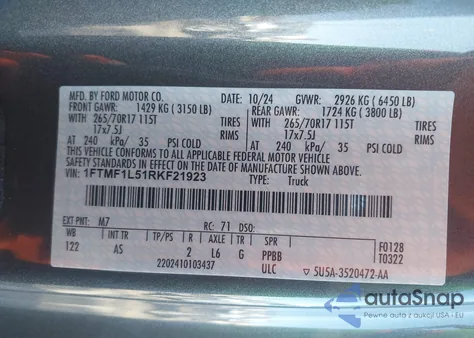 MFD. BY FORD MOTOR CO. 10/24 GVWR: 2926 KG ( 6450 LB)
FRONT GAWR: 1429 KG ( 3150 LB) REAR GAWR: 1724 KG ( 3800 LB)
WITH 265/70R17 115T TIRES WITH 265/70R17 115T TIRES
17x7.5J RIMS 17x7.5J RIMS
AT 240 kPa/ 35 PSI COLD AT 240 kPa/ 35 PSI COLD
THIS VEHICLE CONFORMS TO ALL APPLICABLE FEDERAL MOTOR VEHICLE SAFETY STANDARDS IN EFFECT ON THE
DATE OF MANUFACTURE SHOWN ABOVE.
VIN: 1FTMF1L51RKF21923 TYPE: Truck
EXT PNT: M7 RC: 71 DSO:
WB TP/PS R AXLE TR SPR F0128
122 AS 2 L6 G PPBB T0322
2202410103437 ULC 5U5A-3520472-AA
autoSnap
Pewne auta z USA i EU